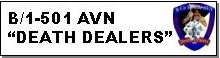 B/1-501 AVN
“DEATH DEALERS”